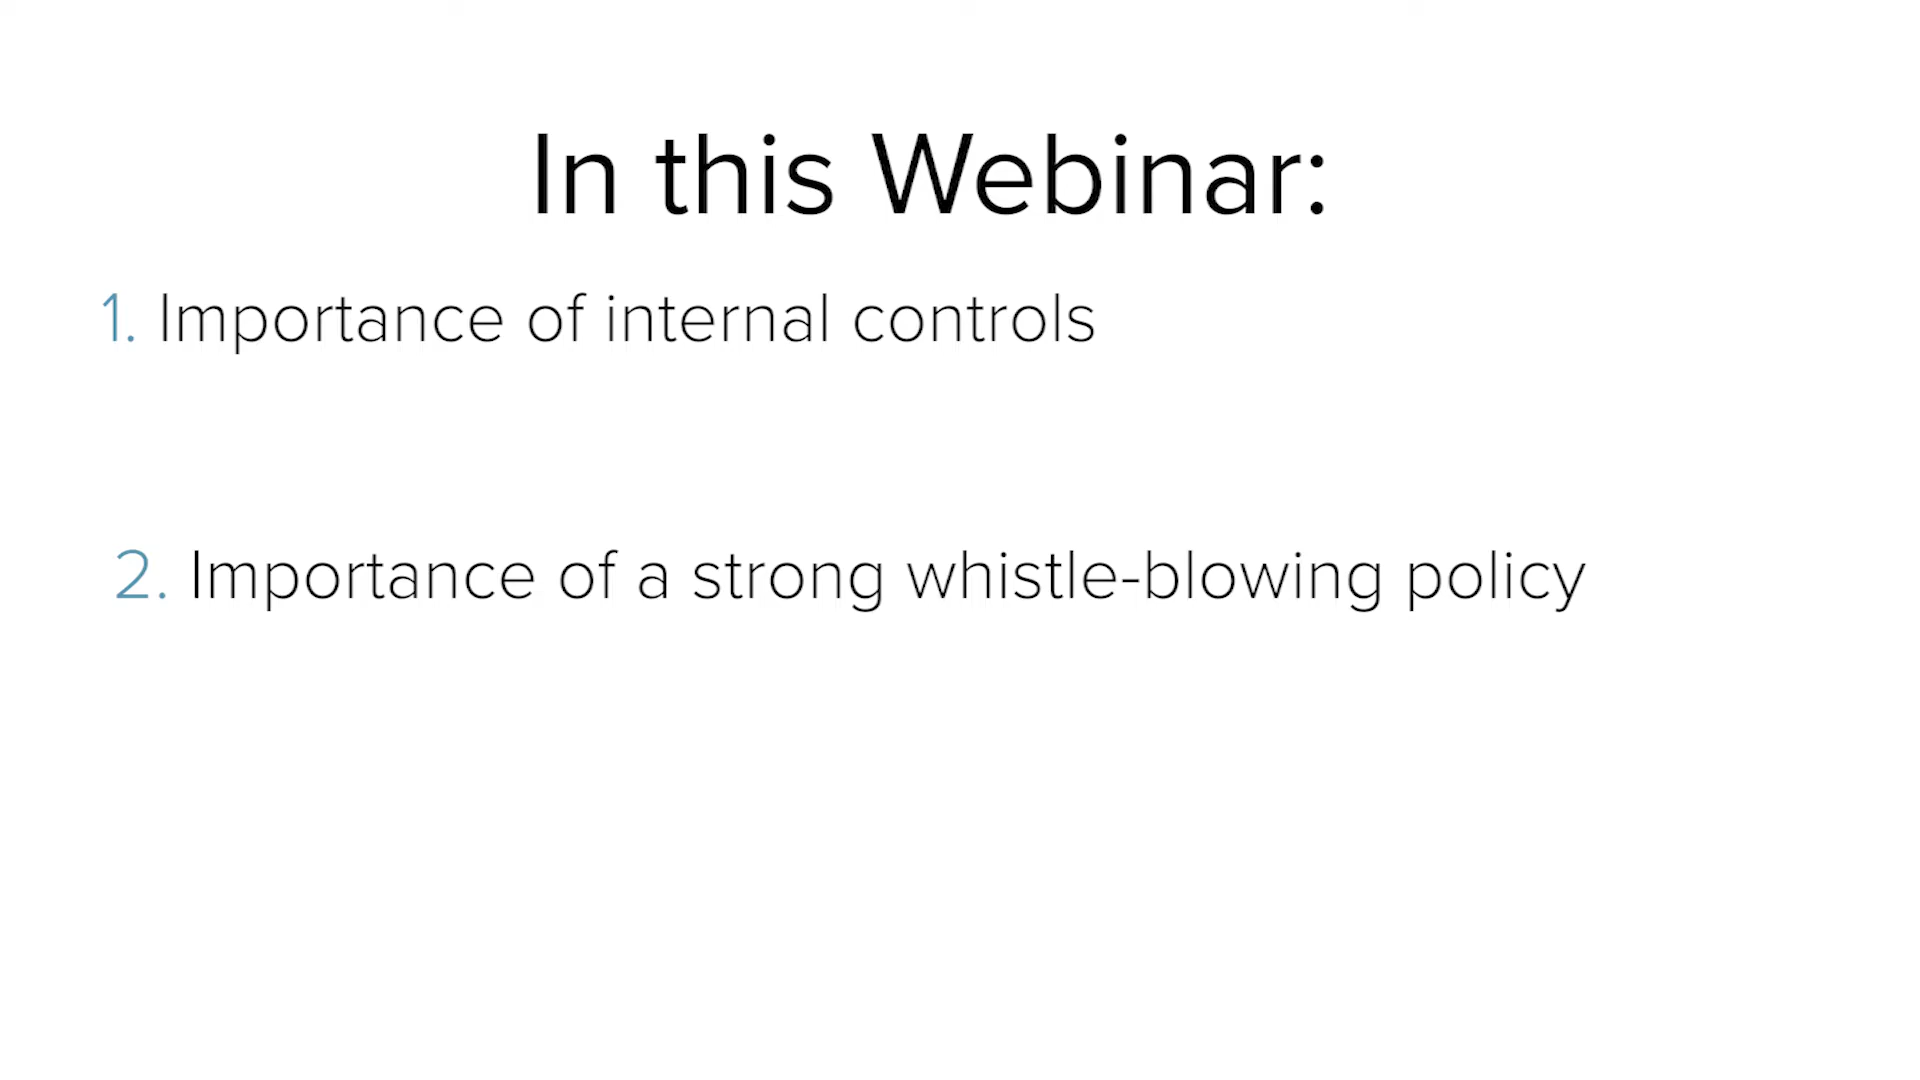 In this Webinar:
1. Importance of internal controls
2. Importance of a strong whistle-blowing policy